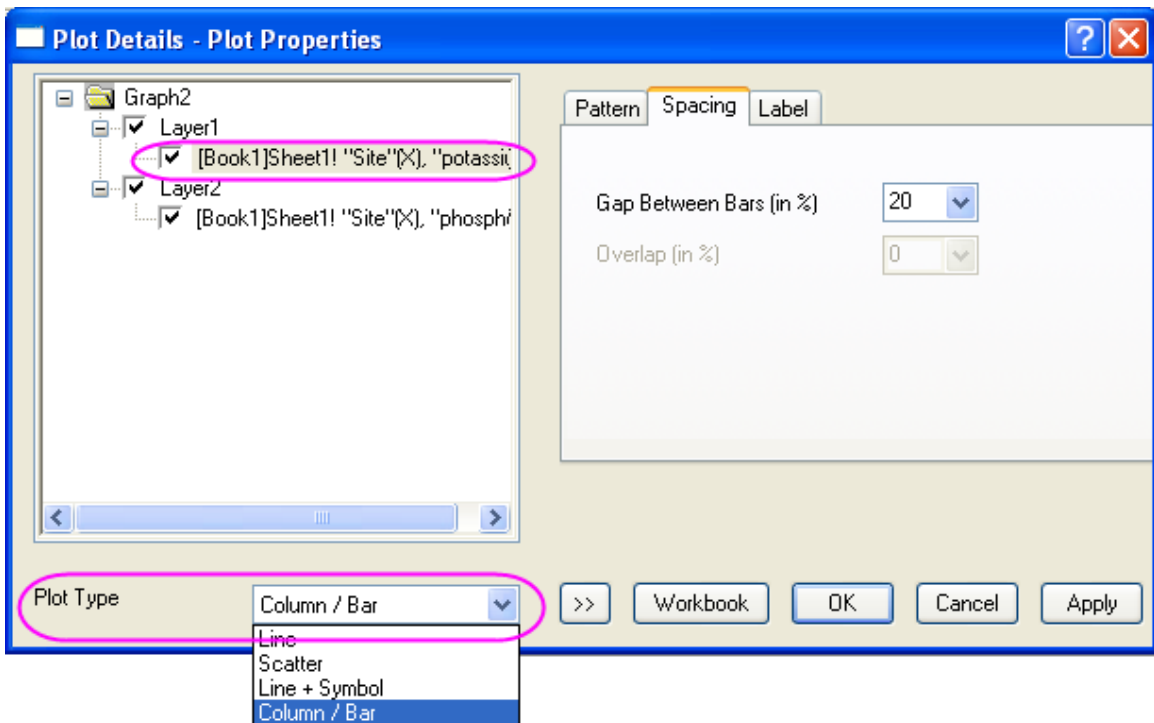 Plot Details - Plot Properties
Graph2
Layer1
[Book1]Sheet1! "Site"(X), "potassiu
Layer2
[Book1]Sheet1! "Site"(X), "phosph
Pattern Spacing Label
Gap Between Bars (in %) 20
Overlap (in %) 0
Plot Type Column / Bar
>> Workbook OK Cancel Apply
Line
Scatter
Line + Symbol
Column / Bar